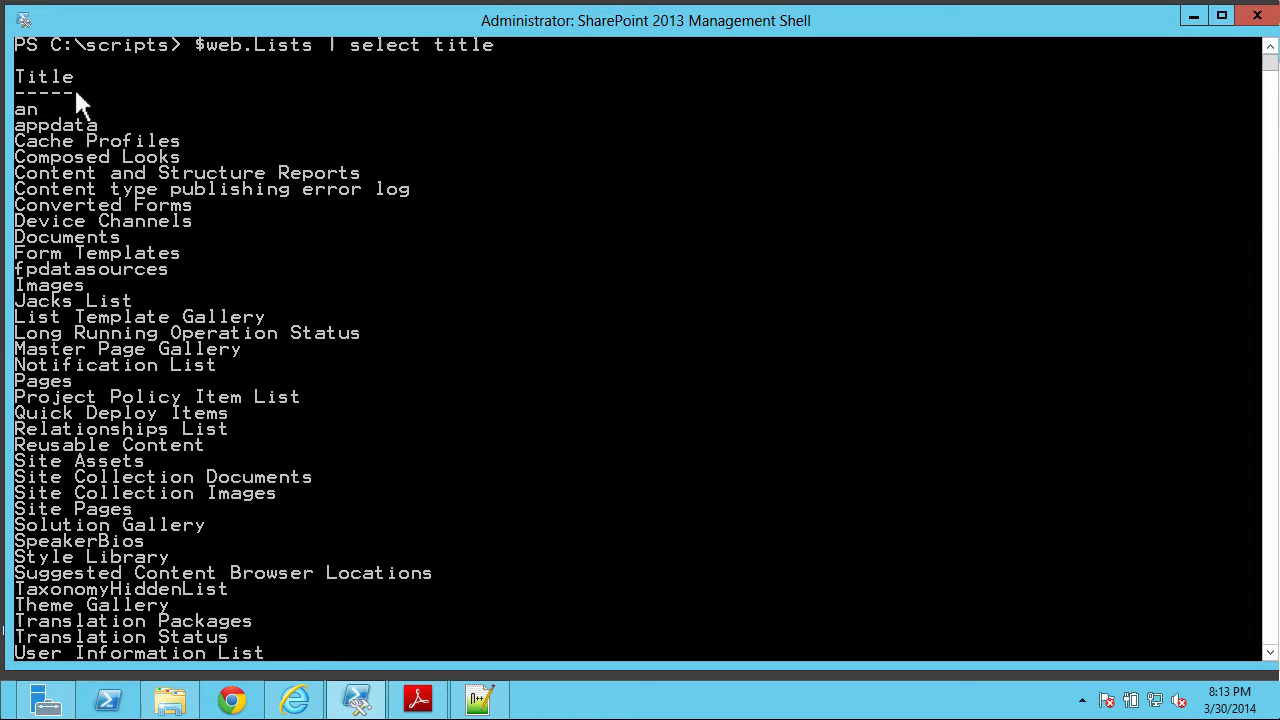 Administrator: SharePoint 2013 Management Shell
PS C:\scripts> $web.Lists | select title
Title
-----
an
appdata
Cache Profiles
Composed Looks
Content and Structure Reports
Content type publishing error log
Converted Forms
Device Channels
Documents
Form Templates
fpdatasources
Images
Jacks List
List Template Gallery
Long Running Operation Status
Master Page Gallery
Notification List
Pages
Project Policy Item List
Quick Deploy Items
Relationships List
Reusable Content
Site Assets
Site Collection Documents
Site Collection Images
Site Pages
Solution Gallery
SpeakerBios
Style Library
Suggested Content Browser Locations
TaxonomyHiddenList
Theme Gallery
Translation Packages
Translation Status
User Information List
8:13 PM
3/30/2014